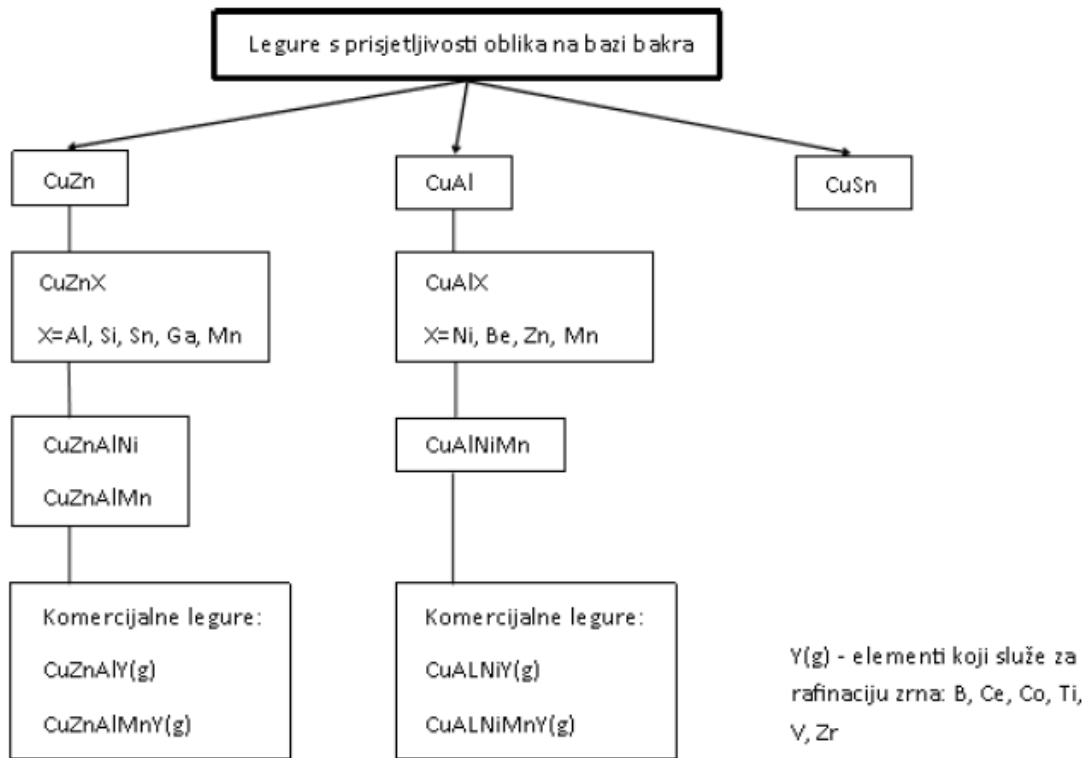 Legure s prisjetljivosti oblika na bazi bakra
CuZn
CuAl
CuSn
CuZnX
X=Al, Si, Sn, Ga, Mn
CuAlX
X=Ni, Be, Zn, Mn
CuZnAlNi
CuZnAlMn
CuAlNiMn
Komercijalne legure:
CuZnAlY(g)
CuZnAlMnY(g)
Komercijalne legure:
CuALNiY(g)
CuALNiMnY(g)
Y(g) - elementi koji služe za
rafinaciju zrna: B, Ce, Co, Ti,
V, Zr